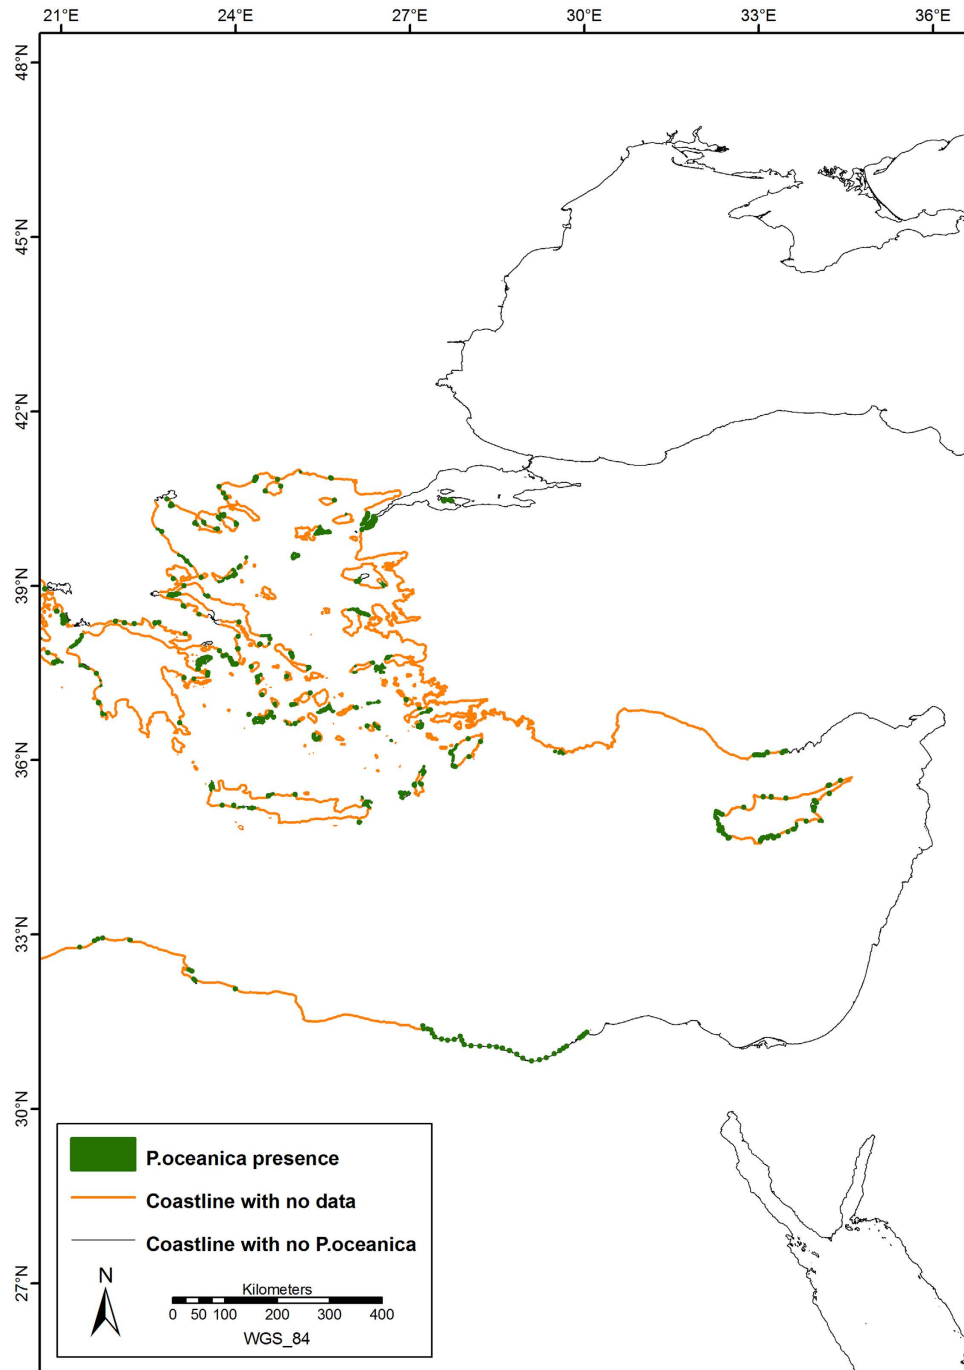 21°E 24°E 27°E 30°E 33°E 36°E
48°N
45°N
42°N
39°N
36°N
33°N
30°N
27°N
P.oceanica presence
Coastline with no data
Coastline with no P.oceanica
N
Kilometers
0 50 100 200 300 400
WGS_84